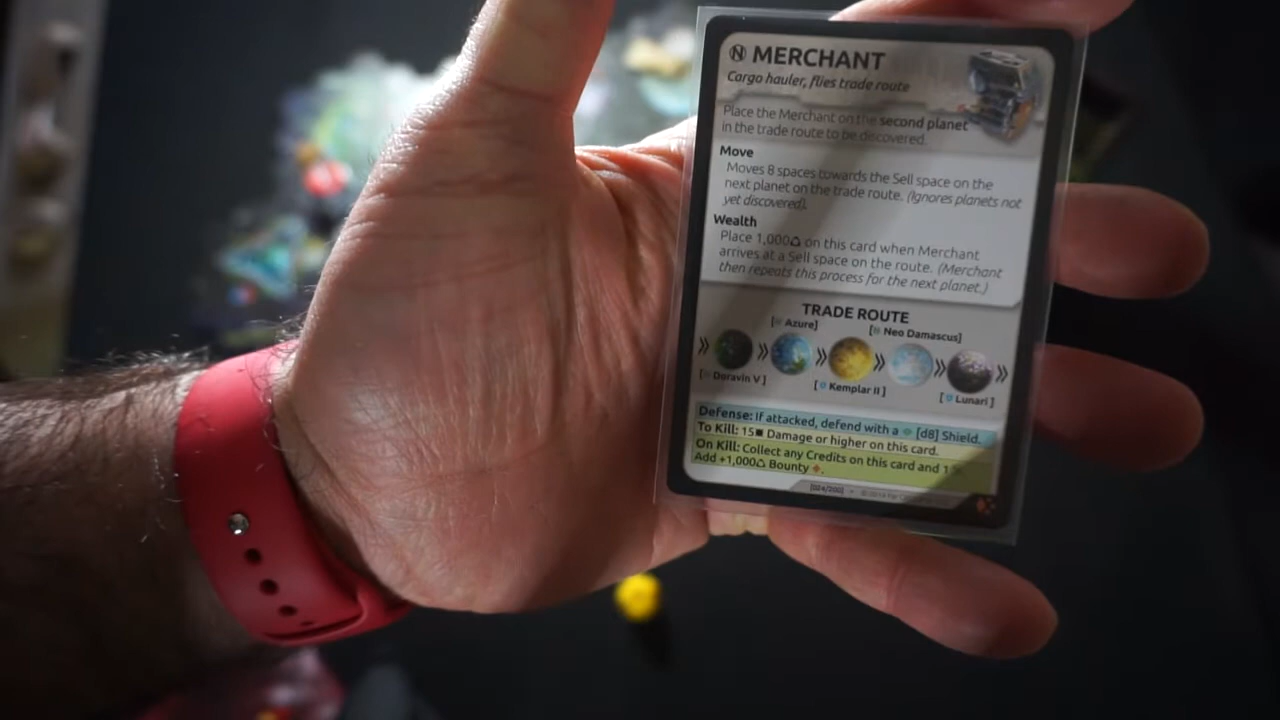 N MERCHANT
Cargo hauler, flies trade route
Place the Merchant on the second planet
in the trade route to be discovered.
Move
Moves 8 spaces towards the Sell space on the
next planet on the trade route. (Ignores planets not
yet discovered).
Wealth
Place 1,000 on this card when Merchant
arrives at a Sell space on the route. (Merchant
then repeats this process for the next planet.)
TRADE ROUTE
[Azure] [Neo Damascus]
[Doravin V] [Kemplar II] [Lunari]
Defense: If attacked, defend with a [d8] Shield.
To Kill: 15 Damage or higher on this card.
On Kill: Collect any Credits on this card and 1
Add +1,000 Bounty
[024/200]